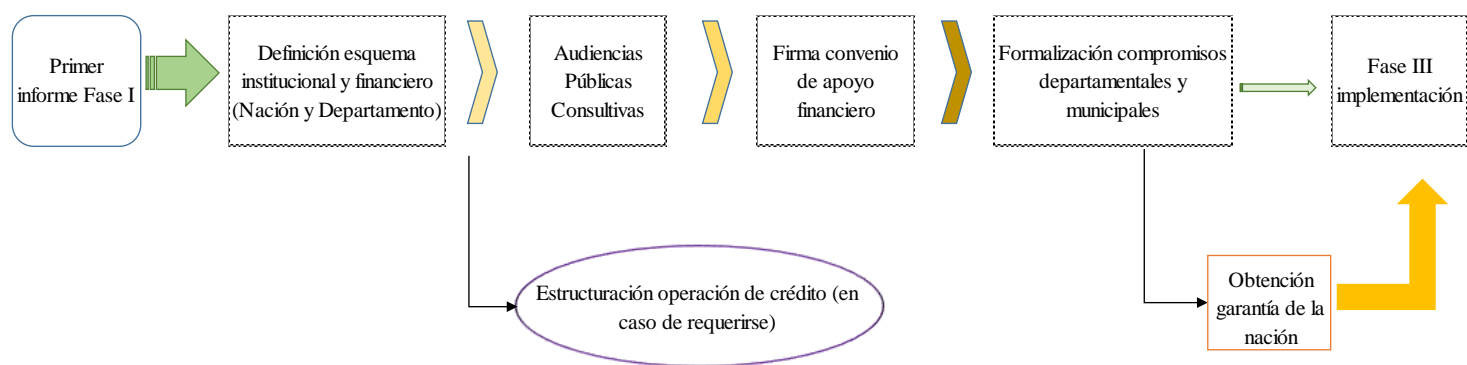 Primer
informe Fase I
Definición esquema
institucional y financiero
(Nación y Departamento)
Audiencias
Públicas
Consultivas
Firma convenio
de apoyo
financiero
Formalización compromisos
departamentales y
municipales
Fase III
implementación
Estructuración operación de crédito (en
caso de requerirse)
Obtención
garantía de la
nación